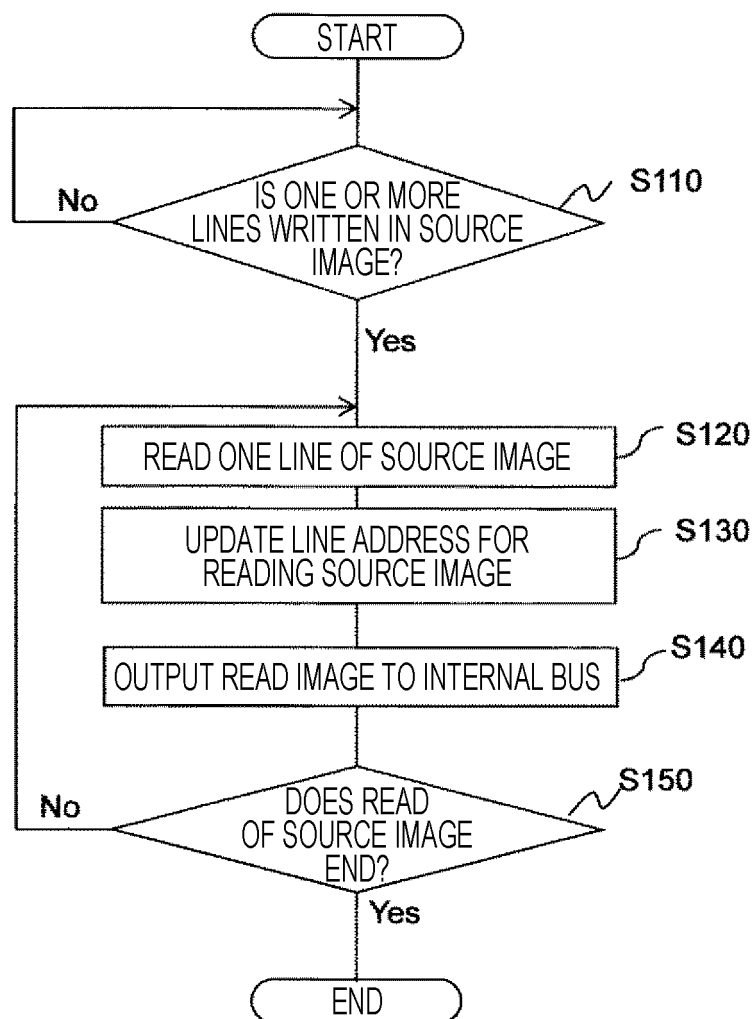 START
No
IS ONE OR MORE
LINES WRITTEN IN SOURCE
IMAGE?
S110
Yes
READ ONE LINE OF SOURCE IMAGE
S120
UPDATE LINE ADDRESS FOR
READING SOURCE IMAGE
S130
OUTPUT READ IMAGE TO INTERNAL BUS
S140
No
DOES READ
OF SOURCE IMAGE
END?
S150
Yes
END